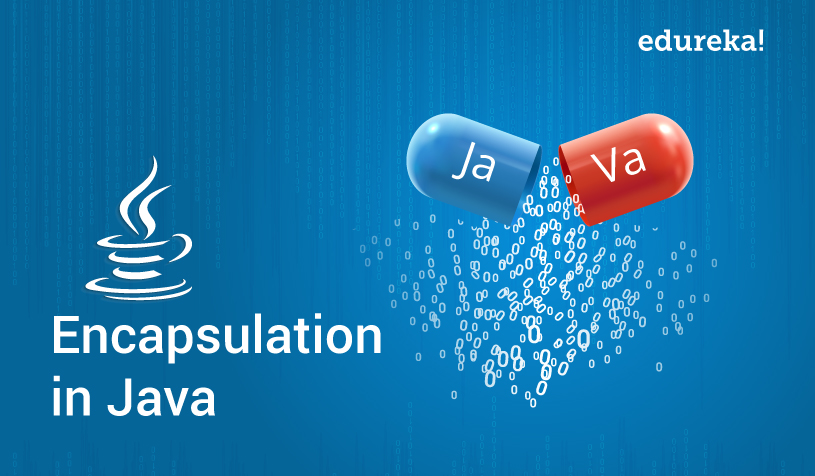 edureka!
Ja Va
Encapsulation
in Java